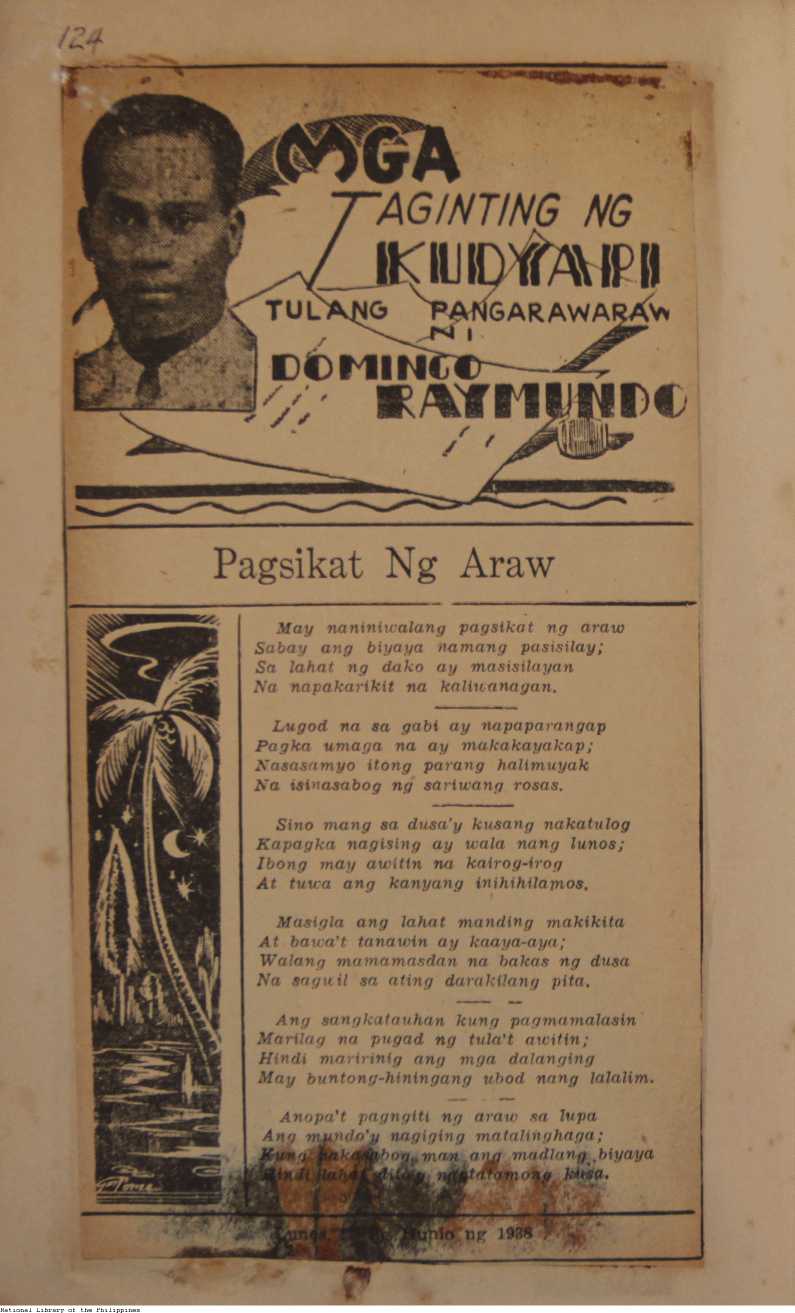 124
MGA
TAGINTING NG
KUDYAPI
TULANG PANGARAWARAW
NI
DOMINGO
RAYMUNDO
Pagsikat Ng Araw
May naniniwalang pagsikat ng araw
Sabay ang biyaya namang pasisilay;
Sa lahat ng dako ay masisilayan
Na napakarikit na kaliwanagan.
Lugod na sa gabi ay napaparangap
Pagka umaga na ay makakayakap;
Nasasamyo itong parang halimuyak
Na isinasabog ng sariwang rosas.
Sino mang sa dusa'y kusang nakatulog
Kapagka nagising ay wala nang lunos;
Ibong may awitin na kairog-irog
At tuwa ang kanyang inihihilamos.
Masigla ang lahat manding makikita
At bawa't tanawin ay kaaya-aya;
Walang mamamasdan na bakas ng dusa
Na saguil sa ating darakilang pita.
Ang sangkatauhan kung pagmamalasin
Marilag na pugad ng tula't awitin;
Hindi maririnig ang mga dalanging
May buntong-hiningang ubod nang lalalim.
Anopa't pagngiti ng araw sa lupa
Ang mundo'y nagiging matalinghaga;
Kung nakasabog man ang madlang biyaya
Hindi lahat nagtatamong kusa.
Hunio ng 1938
National Library of the Philippines